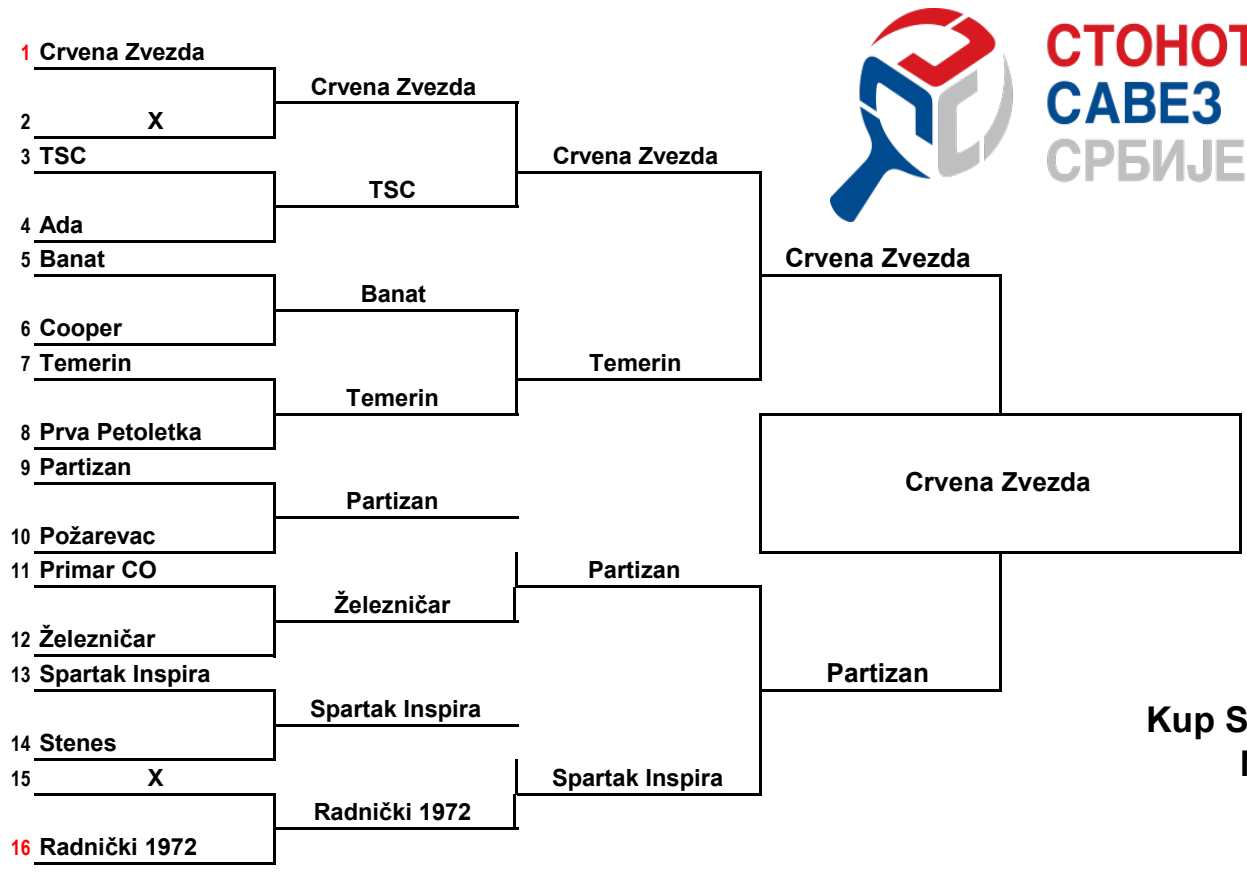 1 Crvena Zvezda
Crvena Zvezda
2 X
3 TSC
Crvena Zvezda
TSC
4 Ada
5 Banat
Crvena Zvezda
Banat
6 Cooper
7 Temerin
Temerin
Temerin
8 Prva Petoletka
9 Partizan
Crvena Zvezda
Partizan
10 Požarevac
11 Primar CO
Partizan
Železničar
12 Železničar
13 Spartak Inspira
Partizan
Spartak Inspira
14 Stenes
15 X
Spartak Inspira
Radnički 1972
16 Radnički 1972
СТОНОТ
САВЕЗ
СРБИЈЕ
Kup S